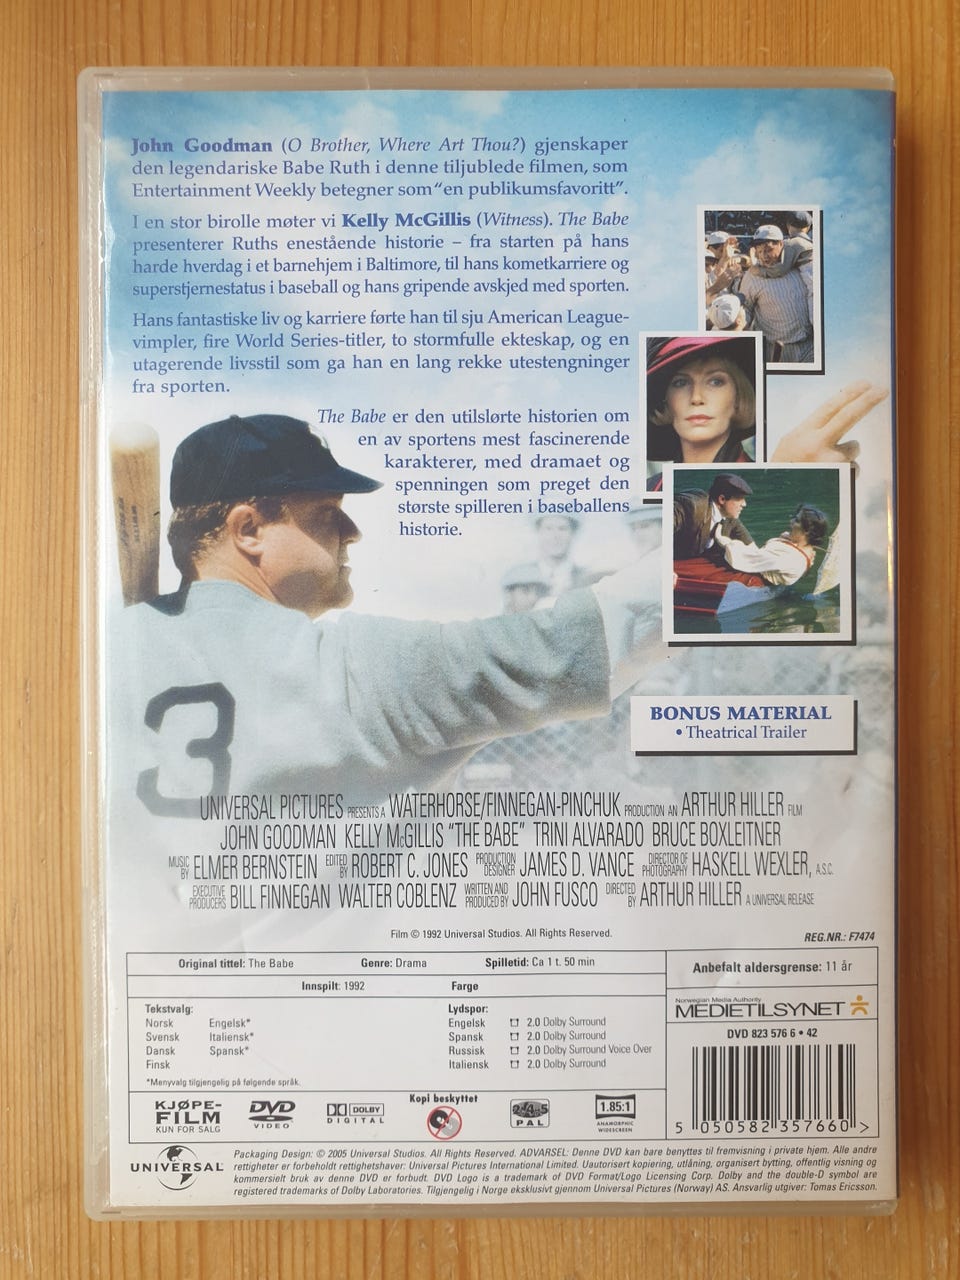 John Goodman (O Brother, Where Art Thou?) gjenskaper
den legendariske Babe Ruth i denne tiljublede filmen, som
Entertainment Weekly betegner som “en publikumsfavoritt”.
I en stor birolle møter vi Kelly McGillis (Witness). The Babe
presenterer Ruths enestående historie – fra starten på hans
harde hverdag i et barnehjem i Baltimore, til hans kometkarriere og
superstjernestatus i baseball og hans gripende avskjed med sporten.
Hans fantastiske liv og karriere førte han til sju American League-
vimpler, fire World Series-titler, to stormfulle ekteskap, og en
utagerende livsstil som ga han en lang rekke utestengninger
fra sporten.
The Babe er den utilslørte historien om
en av sportens mest fascinerende
karakterer, med dramaet og
spenningen som preget den
største spilleren i baseballens
historie.
3
BONUS MATERIAL
• Theatrical Trailer
UNIVERSAL PICTURES PRESENTS A WATERHORSE/FINNEGAN-PINCHUK PRODUCTION AN ARTHUR HILLER FILM
JOHN GOODMAN KELLY McGILLIS “THE BABE” TRINI ALVARADO BRUCE BOXLEITNER
MUSIC BY ELMER BERNSTEIN EDITED BY ROBERT C. JONES PRODUCTION DESIGNER JAMES D. VANCE DIRECTOR OF PHOTOGRAPHY HASKELL WEXLER, A.S.C.
EXECUTIVE PRODUCERS BILL FINNEGAN WALTER COBLENZ WRITTEN AND PRODUCED BY JOHN FUSCO DIRECTED BY ARTHUR HILLER A UNIVERSAL RELEASE
Film © 1992 Universal Studios. All Rights Reserved.
REG.NR.: F7474
Original tittel: The Babe Genre: Drama Spilletid: Ca 1 t. 50 min
Innspilt: 1992 Farge
Anbefalt aldersgrense: 11 år
Norwegian Media Authority
MEDIETILSYNET
Tekstvalg:
Norsk Engelsk*
Svensk Italiensk*
Dansk Spansk*
Finsk
*Menyvalg tilgjengelig på følgende språk.
Lydspor:
Engelsk 2.0 Dolby Surround
Spansk 2.0 Dolby Surround
Russisk 2.0 Dolby Surround Voice Over
Italiensk 2.0 Dolby Surround
DVD 823 576 6 • 42
5 050582 357660 >
KJØPE-
FILM
KUN FOR SALG
DVD
VIDEO
DOLBY
DIGITAL
Kopi beskyttet
2-4-5
PAL
1.85:1
ANAMORPHIC
WIDESCREEN
UNIVERSAL
Packaging Design: © 2005 Universal Studios. All Rights Reserved. ADVARSEL: Denne DVD kan bare benyttes til fremvisning i private hjem. Alle andre
rettigheter er forbeholdt rettighetshaver: Universal Pictures International Limited. Uautorisert kopiering, utlåning, organisert bytting, offentlig visning og
kommersielt bruk av denne DVD er forbudt. DVD Logo is a trademark of DVD Format/Logo Licensing Corp. Dolby and the double-D symbol are
registered trademarks of Dolby Laboratories. Tilgjengelig i Norge eksklusivt gjennom Universal Pictures (Norway) AS. Ansvarlig utgiver: Tomas Ericsson.